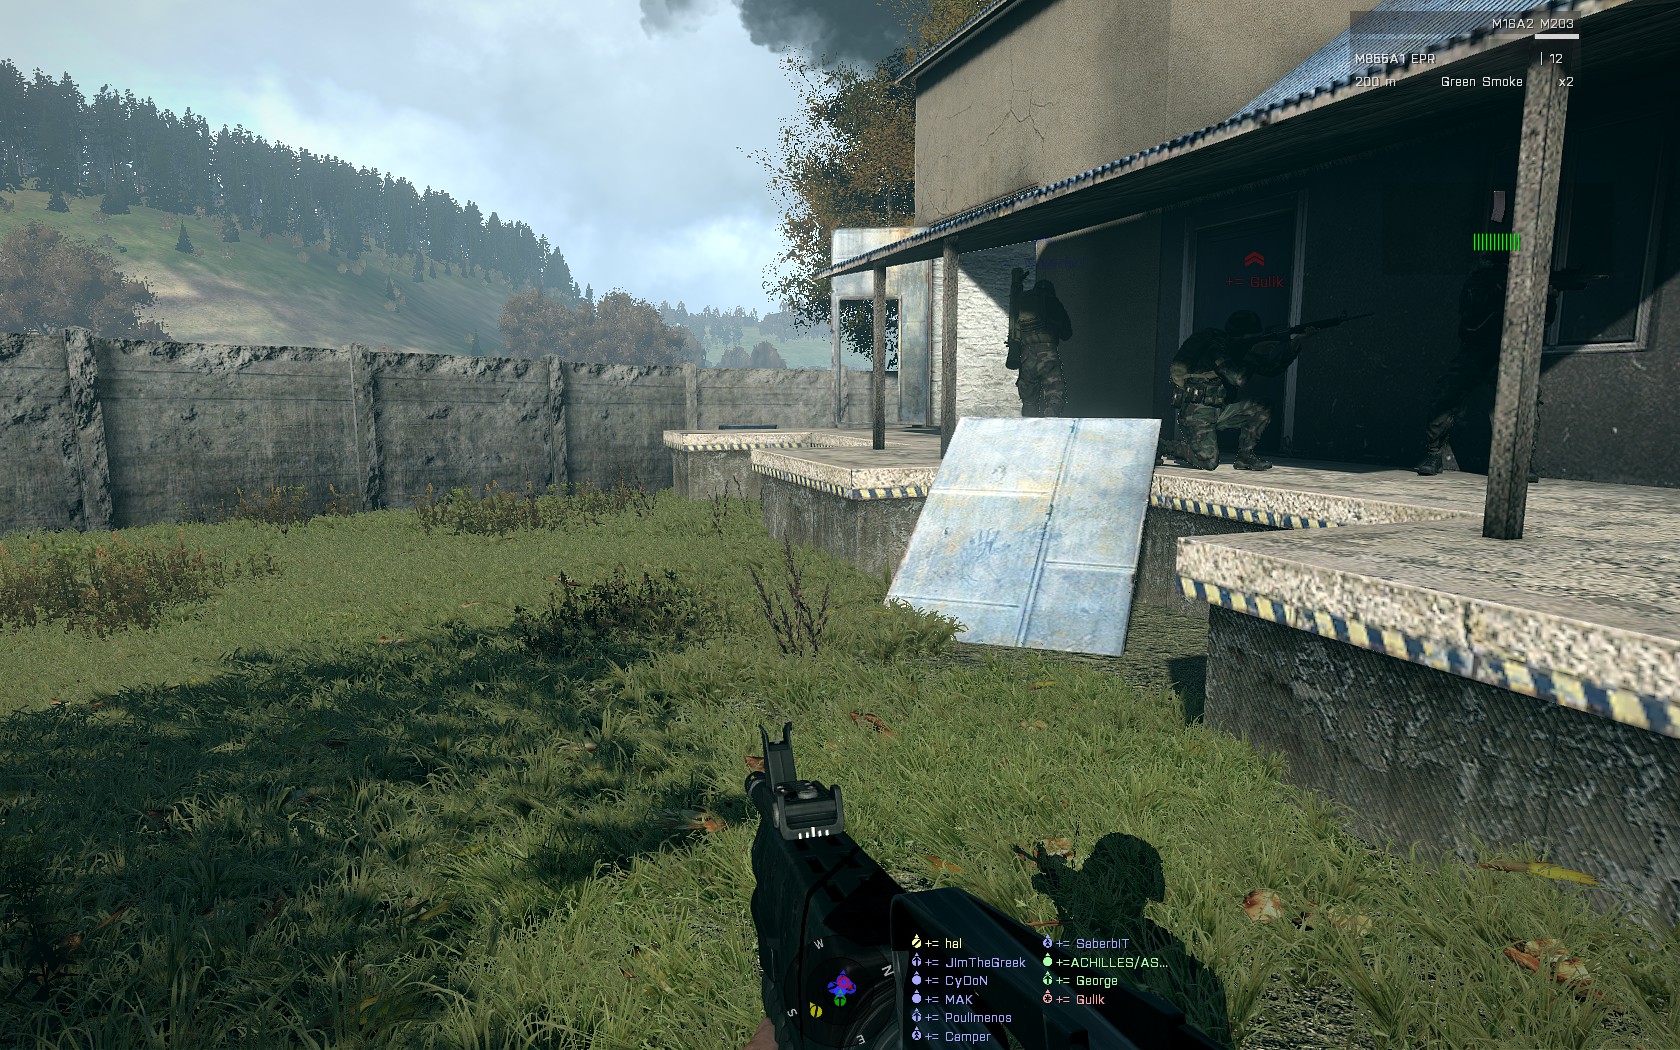 M16A2 M203
M855A1 EPR | 12
200 m Green Smoke x2
+= Gulik
W
N
S
E
+= hal
+= JimTheGreek
+= CyDoN
+= MAK
+= Poulimenos
+= Camper
+= SaberbIT
+=ACHILLES/AS...
+= George
+= Gulik